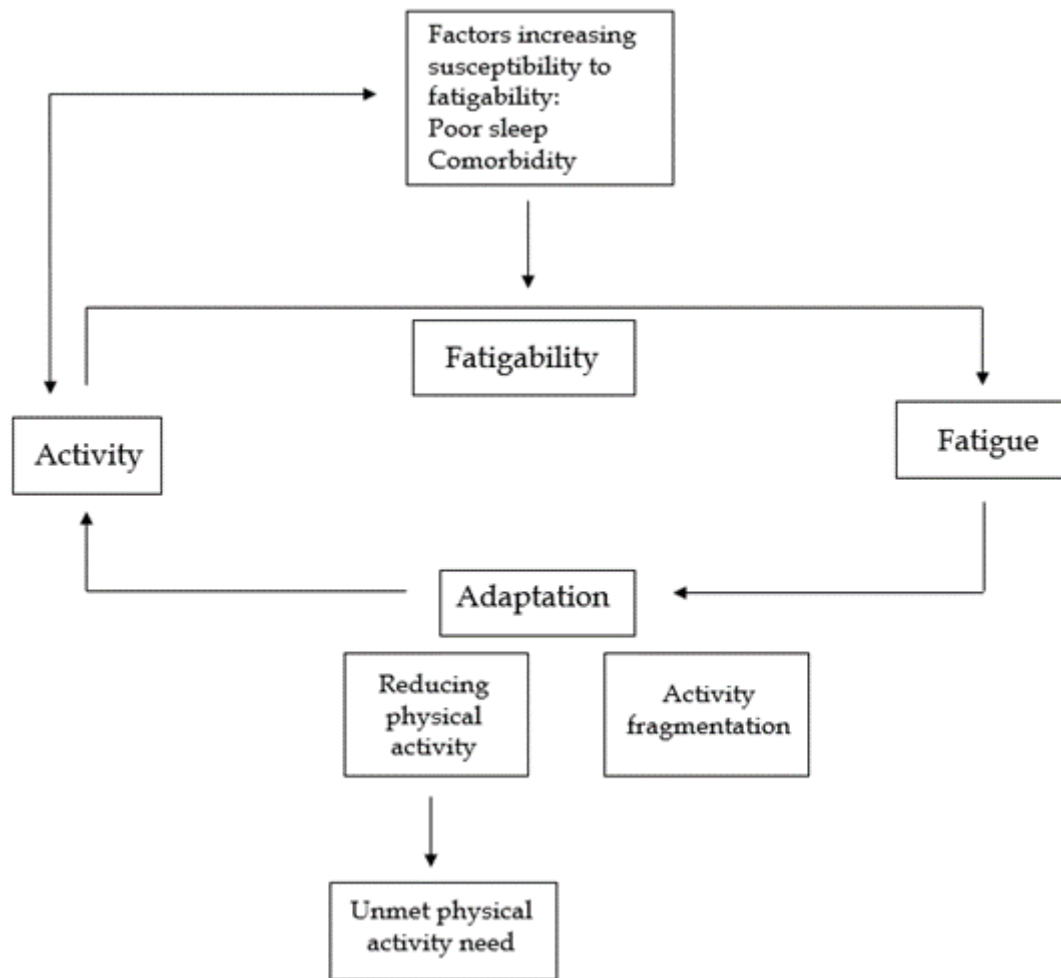 Factors increasing
susceptibility to
fatigability:
Poor sleep
Comorbidity
Fatigability
Activity
Fatigue
Adaptation
Reducing
physical
activity
Activity
fragmentation
Unmet physical
activity need